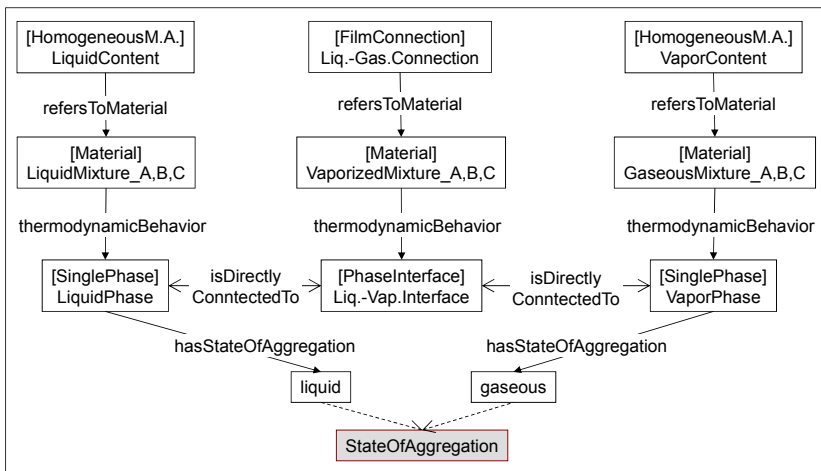 [HomogeneousM.A.]
LiquidContent
[FilmConnection]
Liq.-Gas.Connection
[HomogeneousM.A.]
VaporContent
refersToMaterial
refersToMaterial
refersToMaterial
[Material]
LiquidMixture_A,B,C
[Material]
VaporizedMixture_A,B,C
[Material]
GaseousMixture_A,B,C
thermodynamicBehavior
thermodynamicBehavior
thermodynamicBehavior
[SinglePhase]
LiquidPhase
isDirectly
ConntectedTo
[PhaseInterface]
Liq.-Vap.Interface
isDirectly
ConntectedTo
[SinglePhase]
VaporPhase
hasStateOfAggregation
hasStateOfAggregation
liquid
gaseous
StateOfAggregation